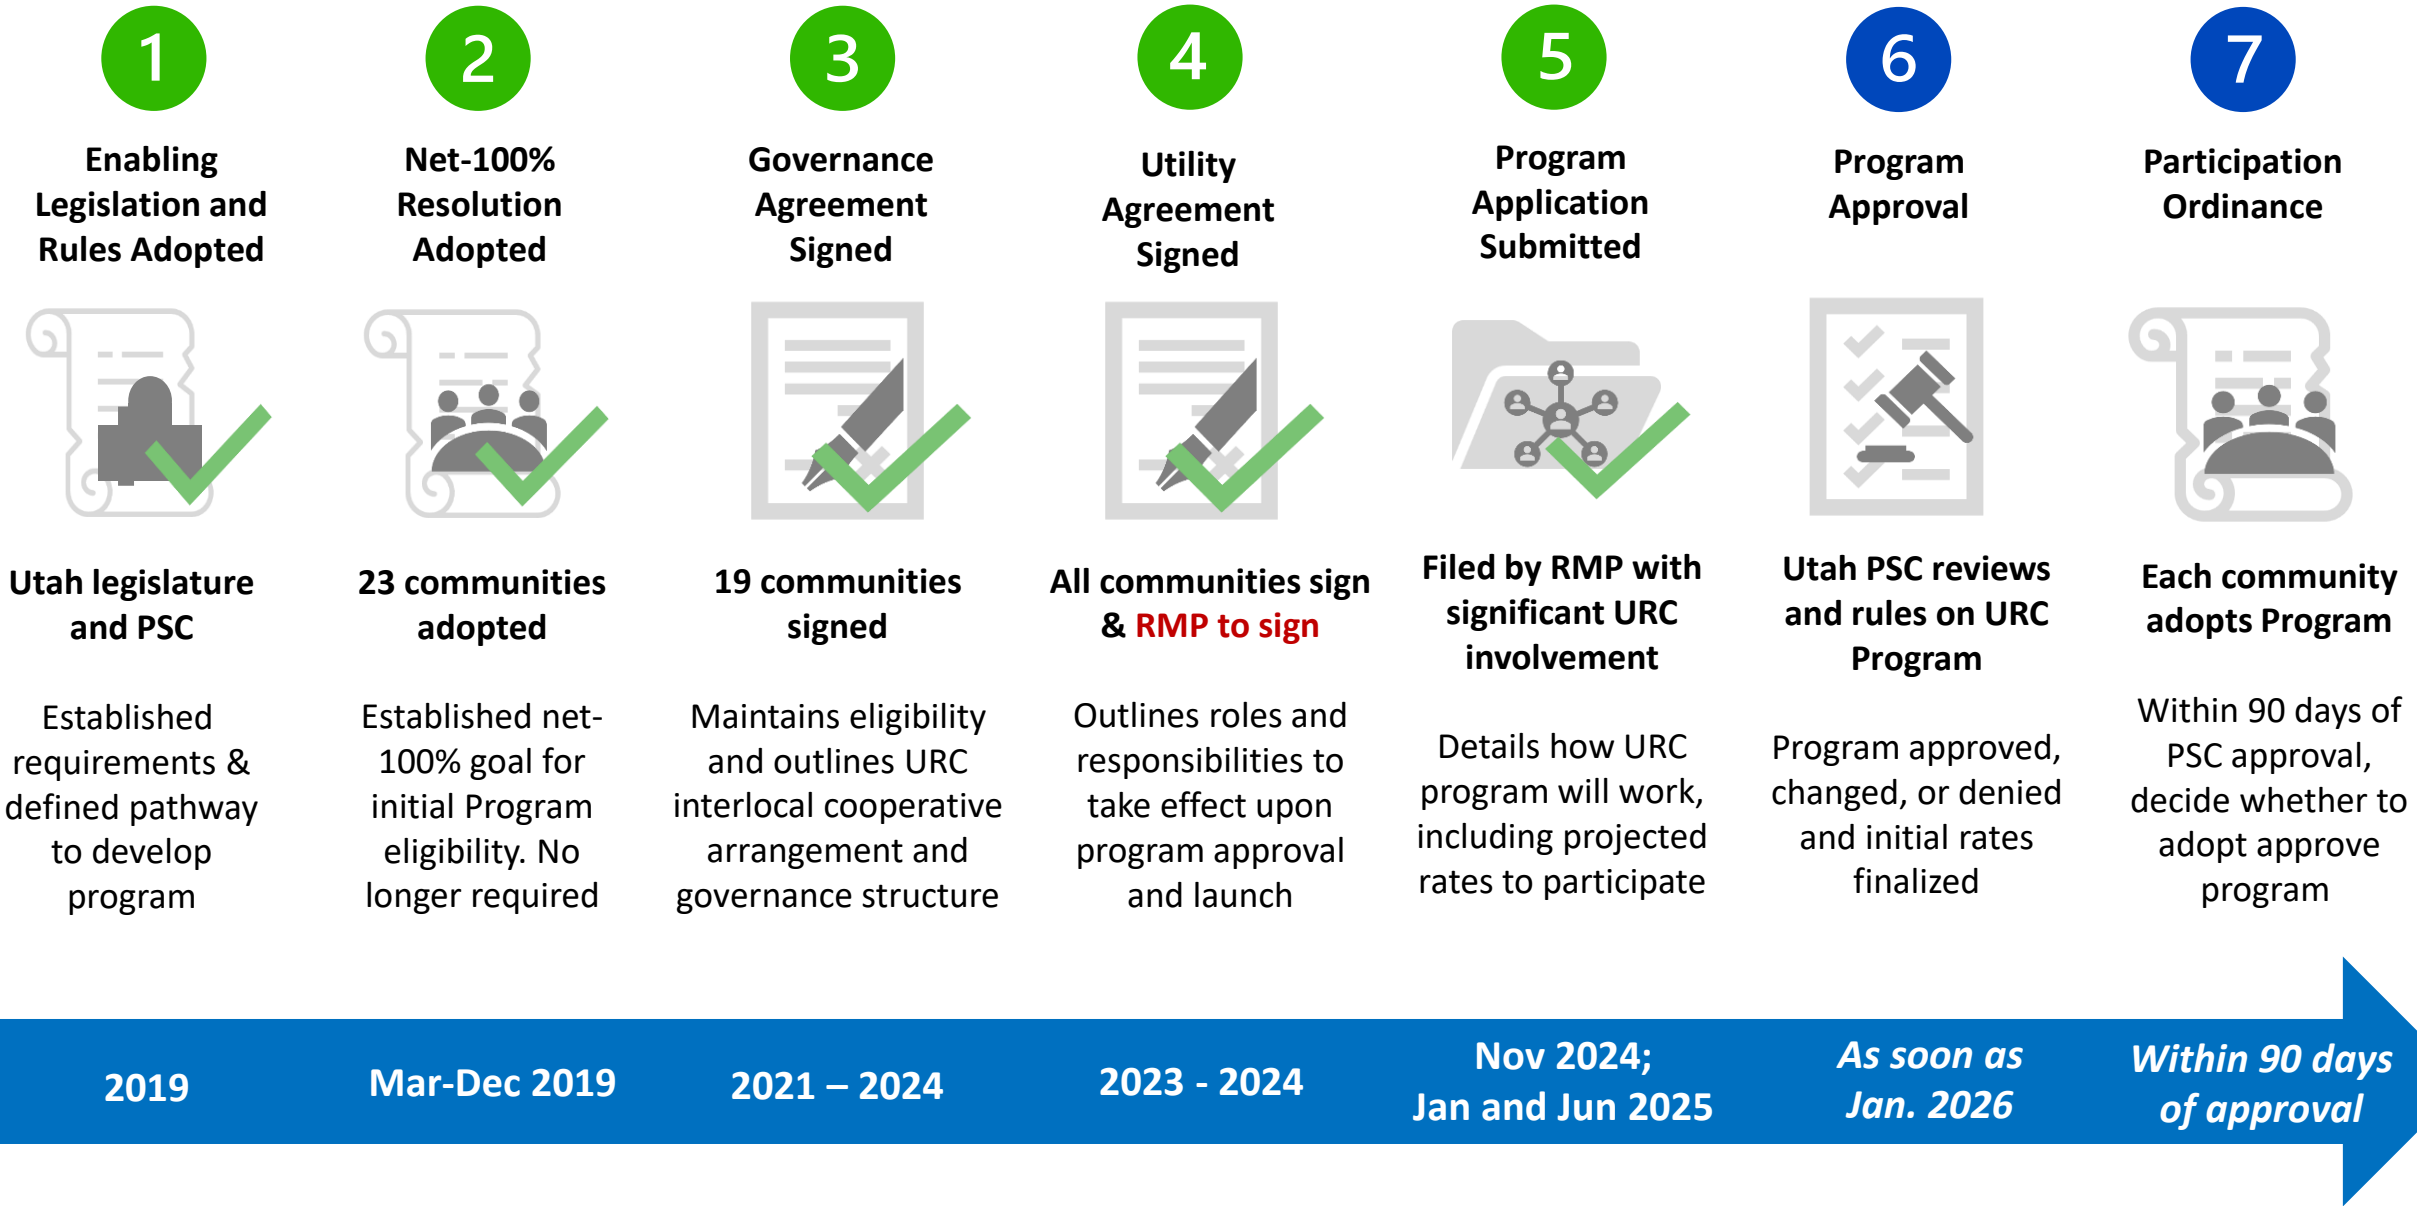 1
Enabling
Legislation and
Rules Adopted
Utah legislature
and PSC
Established
requirements &
defined pathway
to develop
program
2019
2
Net-100%
Resolution
Adopted
23 communities
adopted
Established net-
100% goal for
initial Program
eligibility. No
longer required
Mar-Dec 2019
3
Governance
Agreement
Signed
19 communities
signed
Maintains eligibility
and outlines URC
interlocal cooperative
arrangement and
governance structure
2021 – 2024
4
Utility
Agreement
Signed
All communities sign
& RMP to sign
Outlines roles and
responsibilities to
take effect upon
program approval
and launch
2023 - 2024
5
Program
Application
Submitted
Filed by RMP with
significant URC
involvement
Details how URC
program will work,
including projected
rates to participate
Nov 2024;
Jan and Jun 2025
6
Program
Approval
Utah PSC reviews
and rules on URC
Program
Program approved,
changed, or denied
and initial rates
finalized
As soon as
Jan. 2026
7
Participation
Ordinance
Each community
adopts Program
Within 90 days of
PSC approval,
decide whether to
adopt approve
program
Within 90 days
of approval